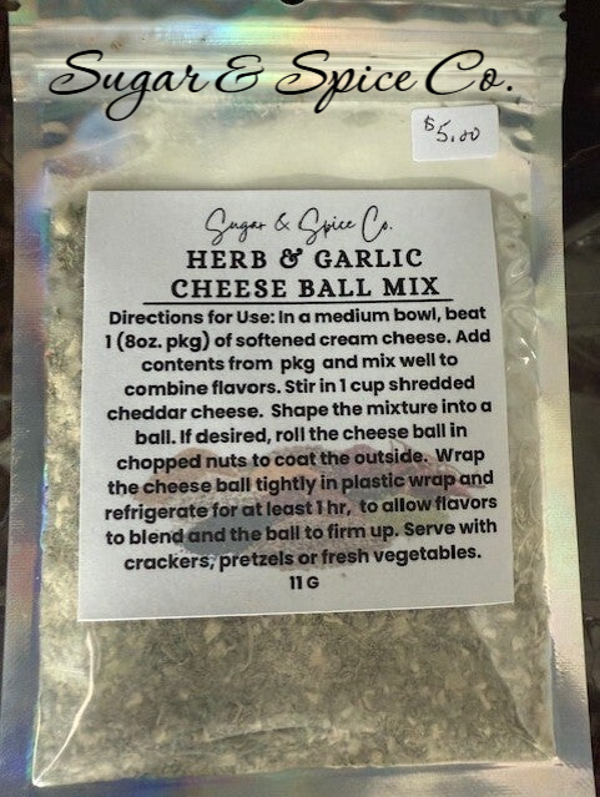 Sugar & Spice Co.
$5.00
Sugar & Spice Co.
HERB & GARLIC
CHEESE BALL MIX
Directions for Use: In a medium bowl, beat
1 (8oz. pkg) of softened cream cheese. Add
contents from pkg and mix well to
combine flavors. Stir in 1 cup shredded
cheddar cheese. Shape the mixture into a
ball. If desired, roll the cheese ball in
chopped nuts to coat the outside. Wrap
the cheese ball tightly in plastic wrap and
refrigerate for at least 1 hr, to allow flavors
to blend and the ball to firm up. Serve with
crackers, pretzels or fresh vegetables.
11 G